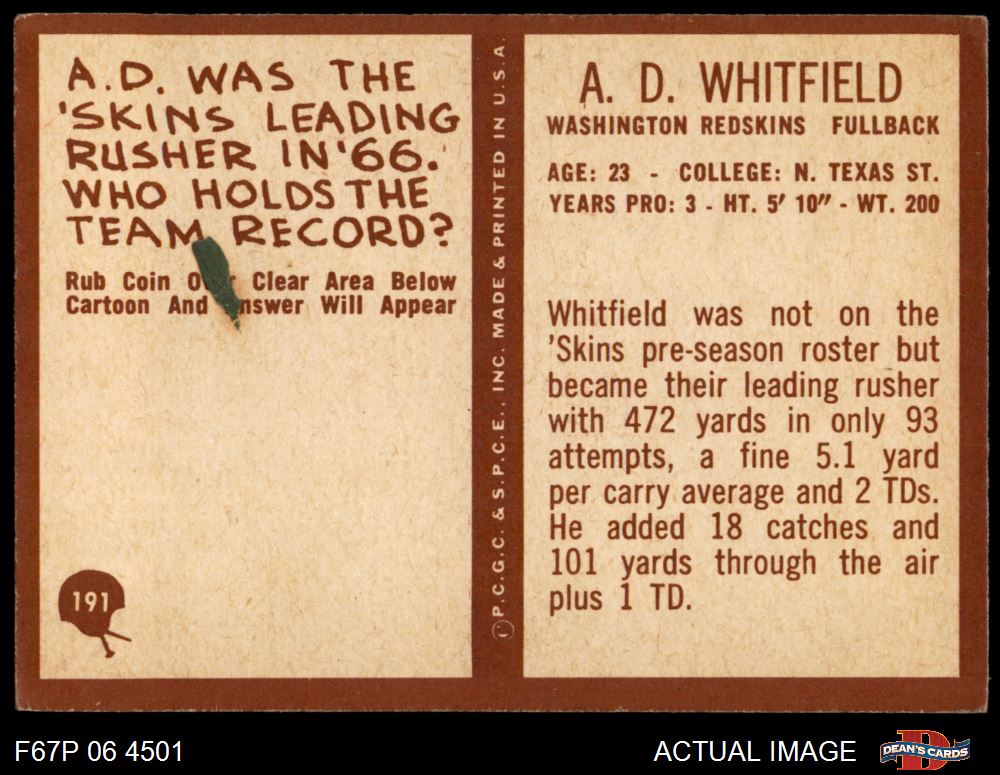 A.D. WAS THE
'SKINS LEADING
RUSHER IN '66.
WHO HOLDS THE
TEAM RECORD?
Rub Coin Clear Area Below
Cartoon And Will Appear
191
P.C.G.C. & S.P.C.E., INC. MADE & PRINTED IN U.S.A.
A. D. WHITFIELD
WASHINGTON REDSKINS FULLBACK
AGE: 23 - COLLEGE: N. TEXAS ST.
YEARS PRO: 3 - HT. 5' 10" - WT. 200
Whitfield was not on the
'Skins pre-season roster but
became their leading rusher
with 472 yards in only 93
attempts, a fine 5.1 yard
per carry average and 2 TDs.
He added 18 catches and
101 yards through the air
plus 1 TD.
F67P 06 4501
ACTUAL IMAGE
D
DEAN'S CARDS